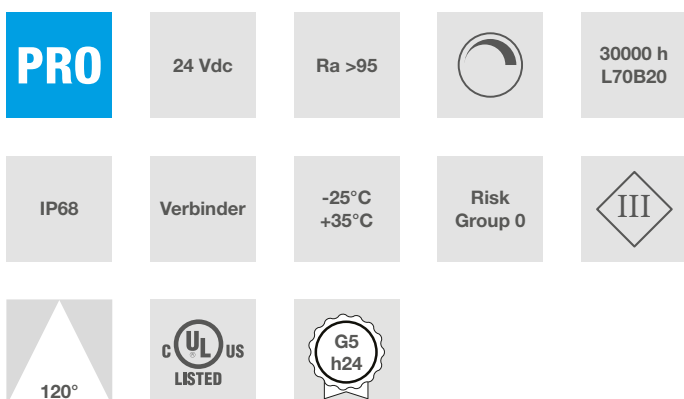 PRO
24 Vdc
Ra >95
30000 h
L70B20
IP68
Verbinder
-25°C
+35°C
Risk
Group 0
III
120°
C UL ® US
LISTED
G5
h24